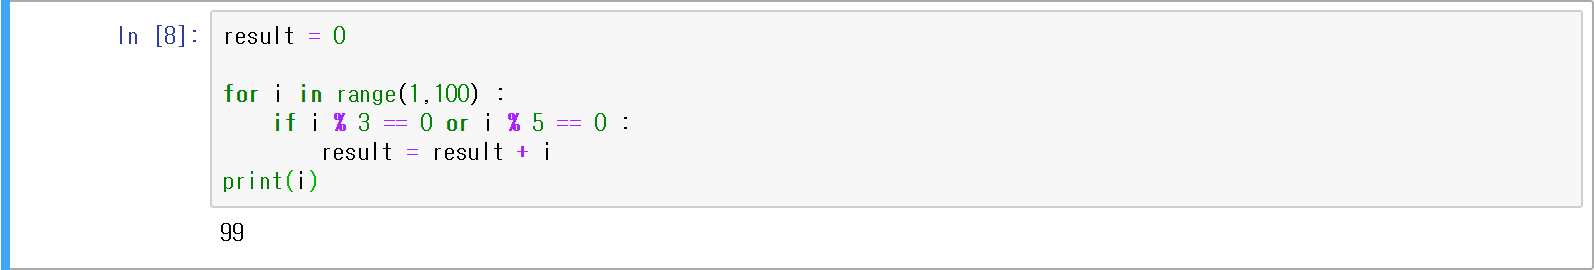 In [8]:
result = 0
for i in range(1,100) :
    if i % 3 == 0 or i % 5 == 0 :
        result = result + i
print(i)
99